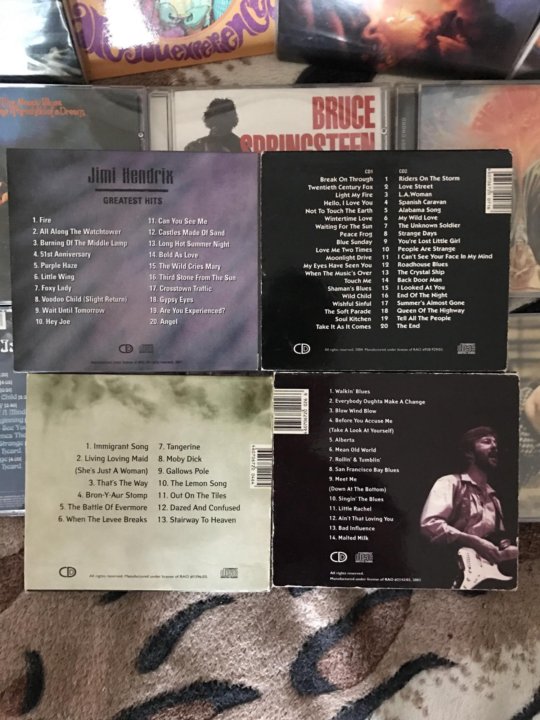 The Moody Blues
BRUCE
SPRINGSTEEN
Jimi Hendrix
GREATEST HITS
1. Fire
2. All Along The Watchtower
3. Burning Of The Middle Lamp
4. 51st Anniversary
5. Purple Haze
6. Little Wing
7. Foxy Lady
8. Voodoo Child (Slight Return)
9. Wait Until Tomorrow
10. Hey Joe
11. Can You See Me
12. Castles Made Of Sand
13. Long Hot Summer Night
14. Bold As Love
15. The Wild Cries Mary
16. Third Stone From The Sun
17. Crosstown Traffic
18. Gypsy Eyes
19. Are You Experienced?
20. Angel
CD1
Break On Through 1
Twentieth Century Fox 2
Light My Fire 3
Hello, I Love You 4
Not To Touch the Earth 5
Wintertime Love 6
Waiting For The Sun 7
Peace Frog 8
Blue Sunday 9
Love Me Two Times 10
Moonlight Drive 11
My Eyes Have Seen You 12
When The Music's Over 13
Touch Me 14
Shaman's Blues 15
Wild Child 16
Wishful Sinful 17
The Soft Parade 18
Soul Kitchen 19
Take It As It Comes 20
CD2
Riders On The Storm
Love Street
L.A.Woman
Spanish Caravan
Alabama Song
My Wild Love
The Unknown Soldier
Strange Days
You're Lost Little Girl
People Are Strange
I Can't See Your Face In My Mind
Roadhouse Blues
The Crystal Ship
Back Door Man
I Looked At You
End Of The Night
Summer's Almost Gone
Queen Of The Highway
Tell All The People
The End
1. Immigrant Song
2. Living Loving Maid
(She's Just A Woman)
3. That's The Way
4. Bron-Y-Aur Stomp
5. The Battle Of Evermore
6. When The Levee Breaks
7. Tangerine
8. Moby Dick
9. Gallows Pole
10. The Lemon Song
11. Out On The Tiles
12. Dazed And Confused
13. Stairway To Heaven
1. Walkin' Blues
2. Everybody Oughta Make A Change
3. Blow Wind Blow
4. Before You Accuse Me
(Take A Look At Yourself)
5. Alberta
6. Mean Old World
7. Rollin' & Tumblin'
8. San Francisco Bay Blues
9. Meet Me
(Down At The Bottom)
10. Singin' The Blues
11. Little Rachel
12. Ain't That Loving You
13. Bad Influence
14. Malted Milk
All rights reserved.